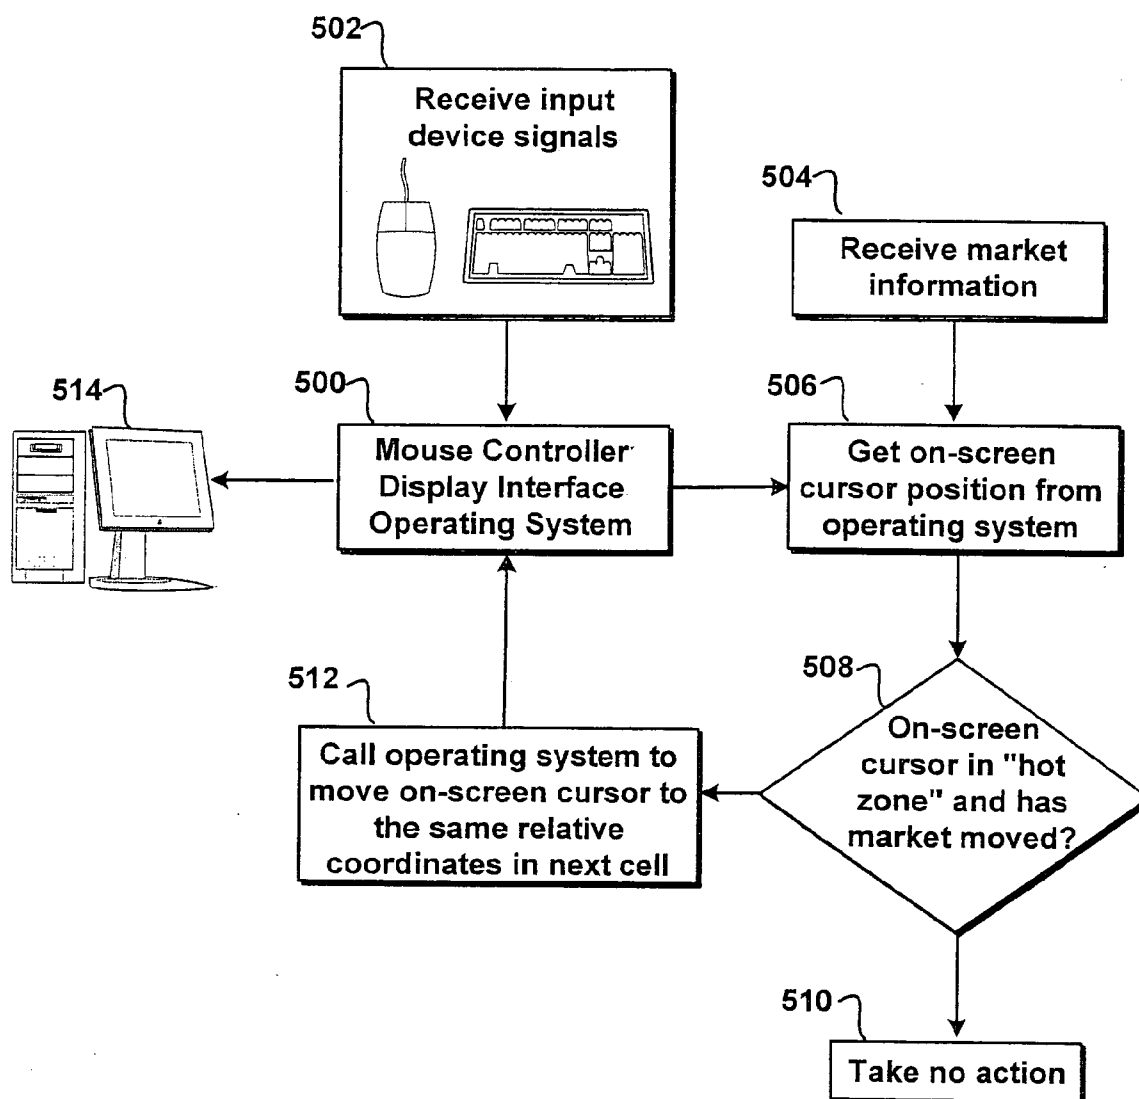 502
Receive input
device signals
504
Receive market
information
514
500
Mouse Controller
Display Interface
Operating System
506
Get on-screen
cursor position from
operating system
512
Call operating system to
move on-screen cursor to
the same relative
coordinates in next cell
508
On-screen
cursor in "hot
zone" and has
market moved?
510
Take no action